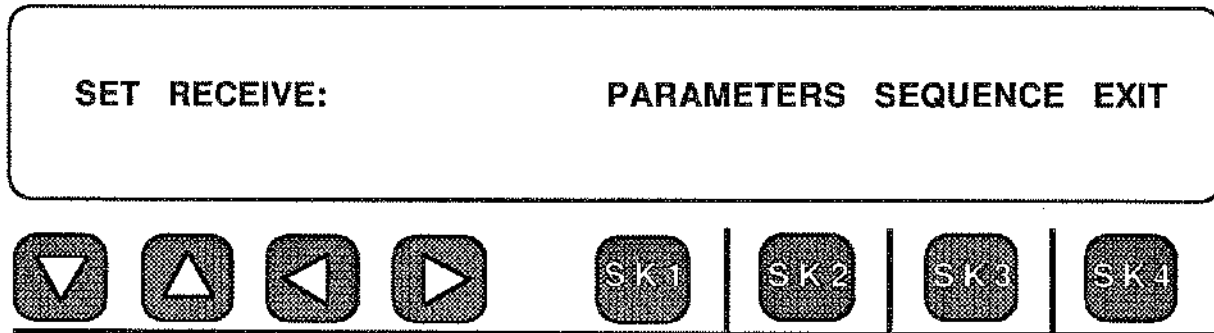 SET RECEIVE: PARAMETERS SEQUENCE EXIT
SK1 SK2 SK3 SK4